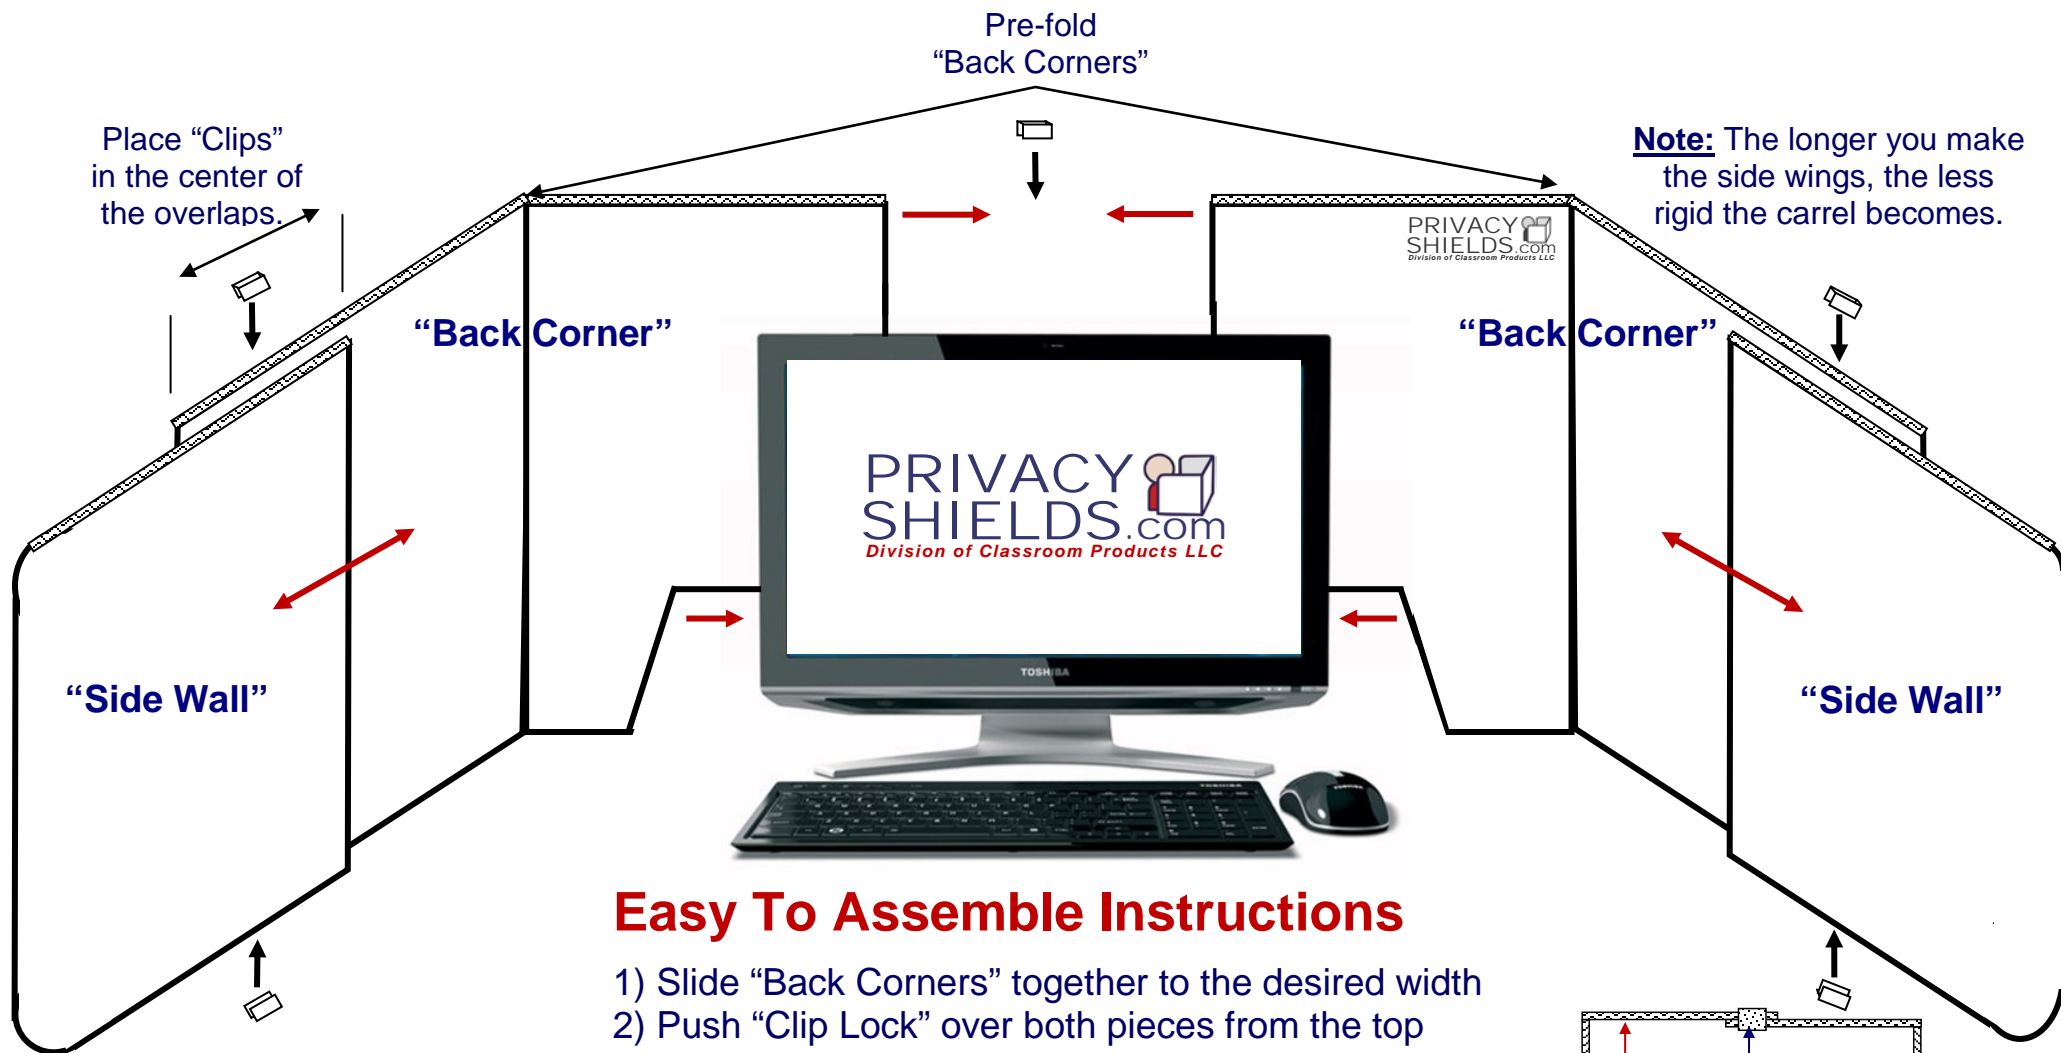 Pre-fold
“Back Corners”
Place “Clips”
in the center of
the overlaps.
Note: The longer you make
the side wings, the less
rigid the carrel becomes.
PRIVACY
SHIELDS.com
Division of Classroom Products LLC
“Back Corner”
“Back Corner”
PRIVACY
SHIELDS.com
Division of Classroom Products LLC
TOSHIBA
“Side Wall”
“Side Wall”
TOSHIBA
Easy To Assemble Instructions
1) Slide “Back Corners” together to the desired width
2) Push “Clip Lock” over both pieces from the top